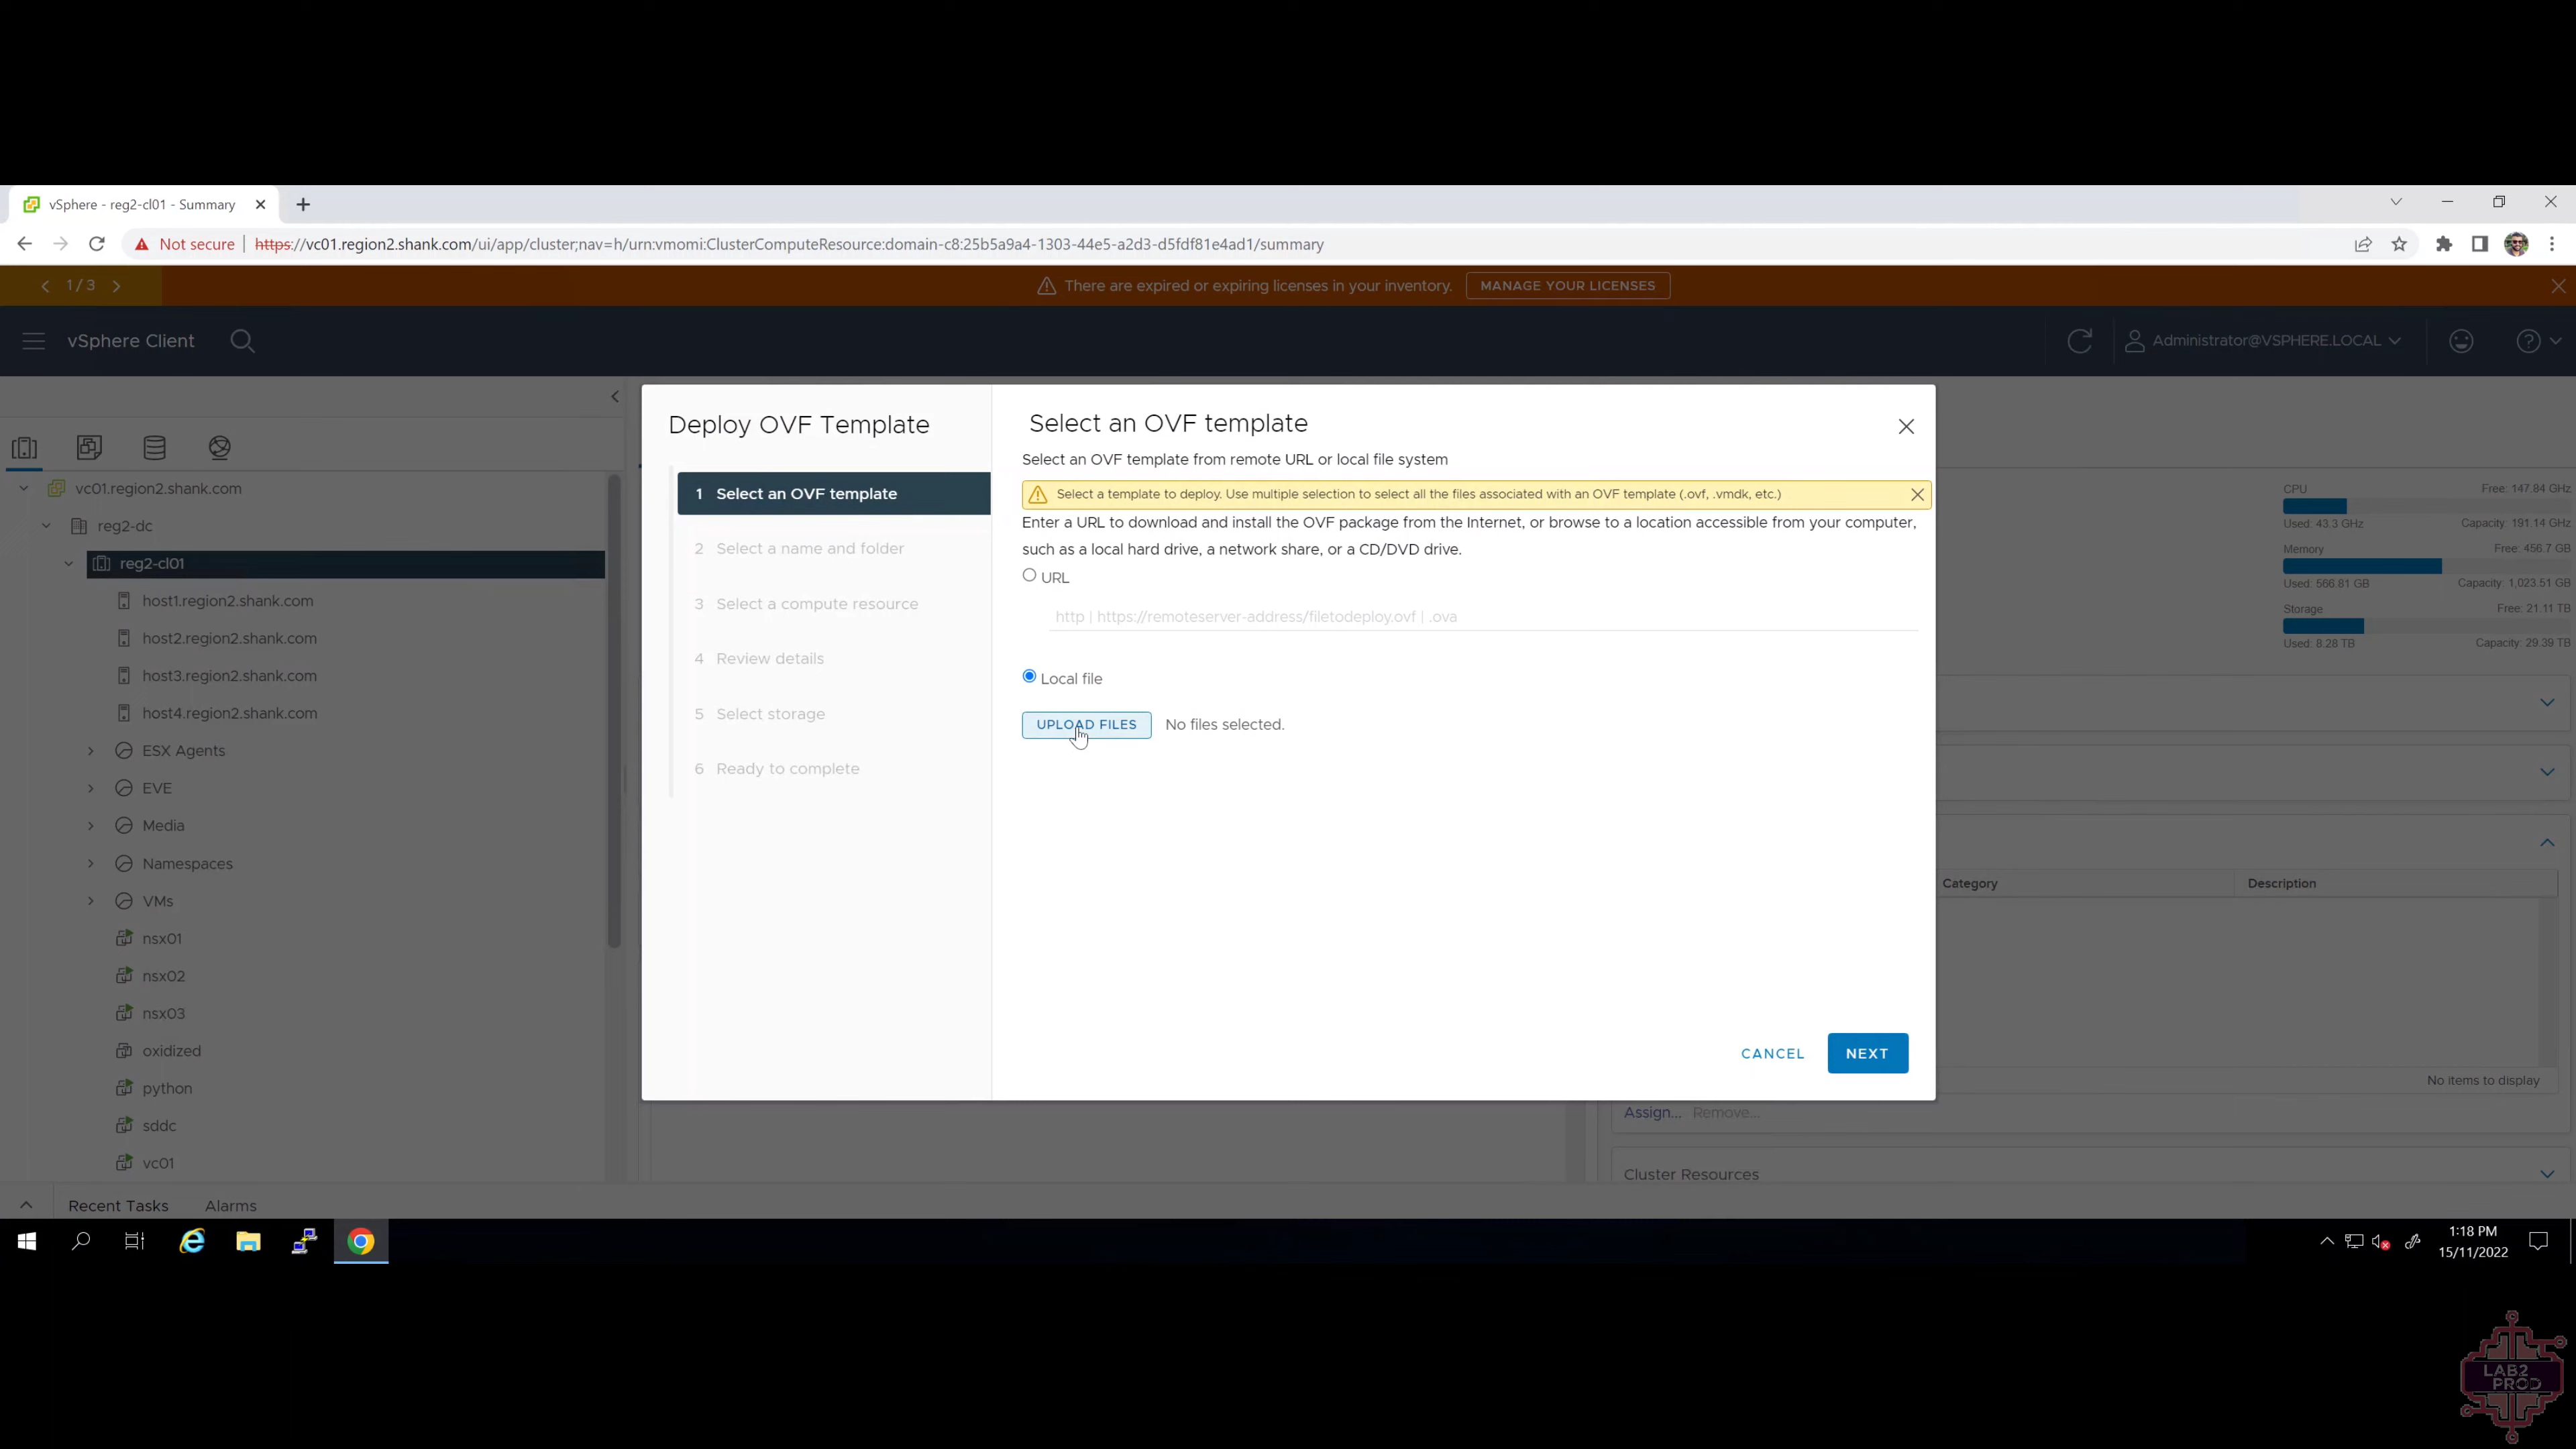 vSphere - reg2-cl01 - Summary
Not secure
https://vc01.region2.shank.com/ui/app/cluster;nav=h/urn:vmomi:ClusterComputeResource:domain-c8:25b5a9a4-1303-44e5-a2d3-d5fdf81e4ad1/summary
1 / 3
There are expired or expiring licenses in your inventory.
MANAGE YOUR LICENSES
vSphere Client
Administrator@VSPHERE.LOCAL
vc01.region2.shank.com
reg2-dc
reg2-cl01
host1.region2.shank.com
host2.region2.shank.com
host3.region2.shank.com
host4.region2.shank.com
ESX Agents
EVE
Media
Namespaces
VMs
nsx01
nsx02
nsx03
oxidized
python
sddc
vc01
Deploy OVF Template
1 Select an OVF template
2 Select a name and folder
3 Select a compute resource
4 Review details
5 Select storage
6 Ready to complete
Select an OVF template
Select an OVF template from remote URL or local file system
Select a template to deploy. Use multiple selection to select all the files associated with an OVF template (.ovf, .vmdk, etc.)
Enter a URL to download and install the OVF package from the Internet, or browse to a location accessible from your computer,
such as a local hard drive, a network share, or a CD/DVD drive.
URL
http | https://remoteserver-address/filetodeploy.ovf | .ova
Local file
UPLOAD FILES
No files selected.
CANCEL
NEXT
CPU
Free: 147.84 GHz
Used: 43.3 GHz
Capacity: 191.14 GHz
Memory
Free: 456.7 GB
Used: 566.81 GB
Capacity: 1,023.51 GB
Storage
Free: 21.11 TB
Used: 8.28 TB
Capacity: 29.39 TB
Category
Description
No items to display
Assign...
Remove...
Cluster Resources
Recent Tasks
Alarms
1:18 PM
15/11/2022
LAB2
PROD